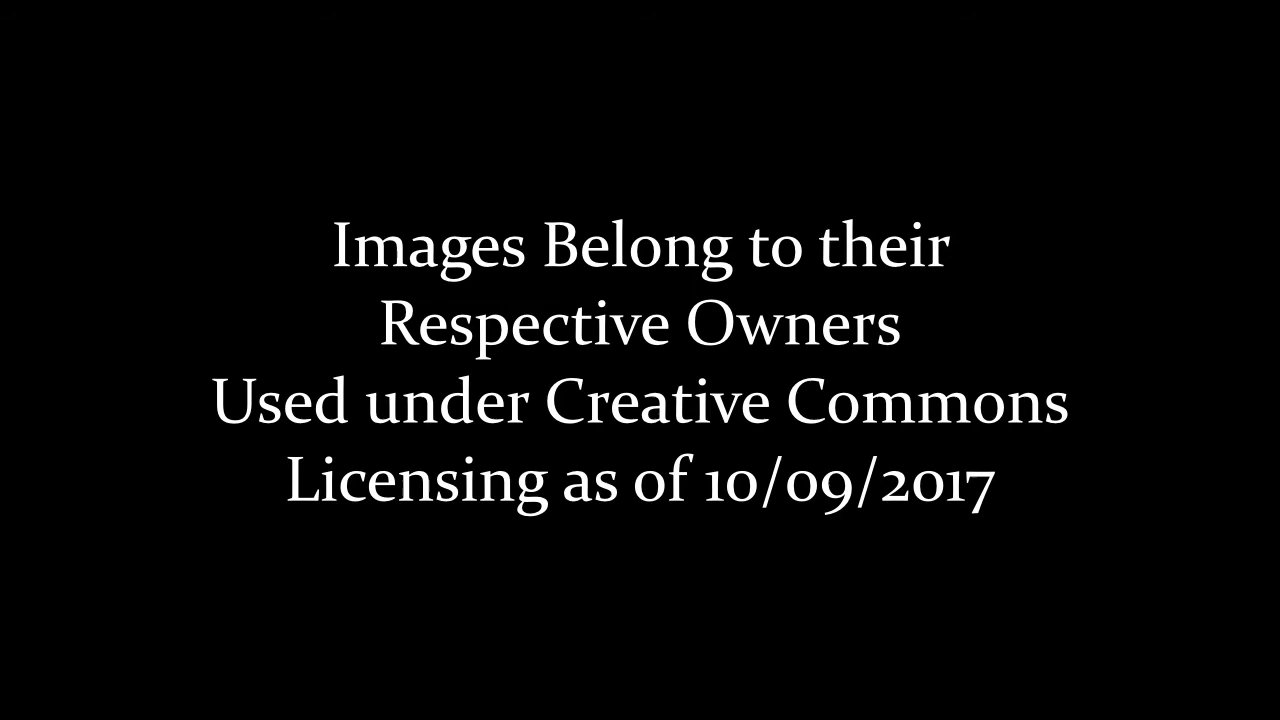 Images Belong to their
Respective Owners
Used under Creative Commons
Licensing as of 10/09/2017